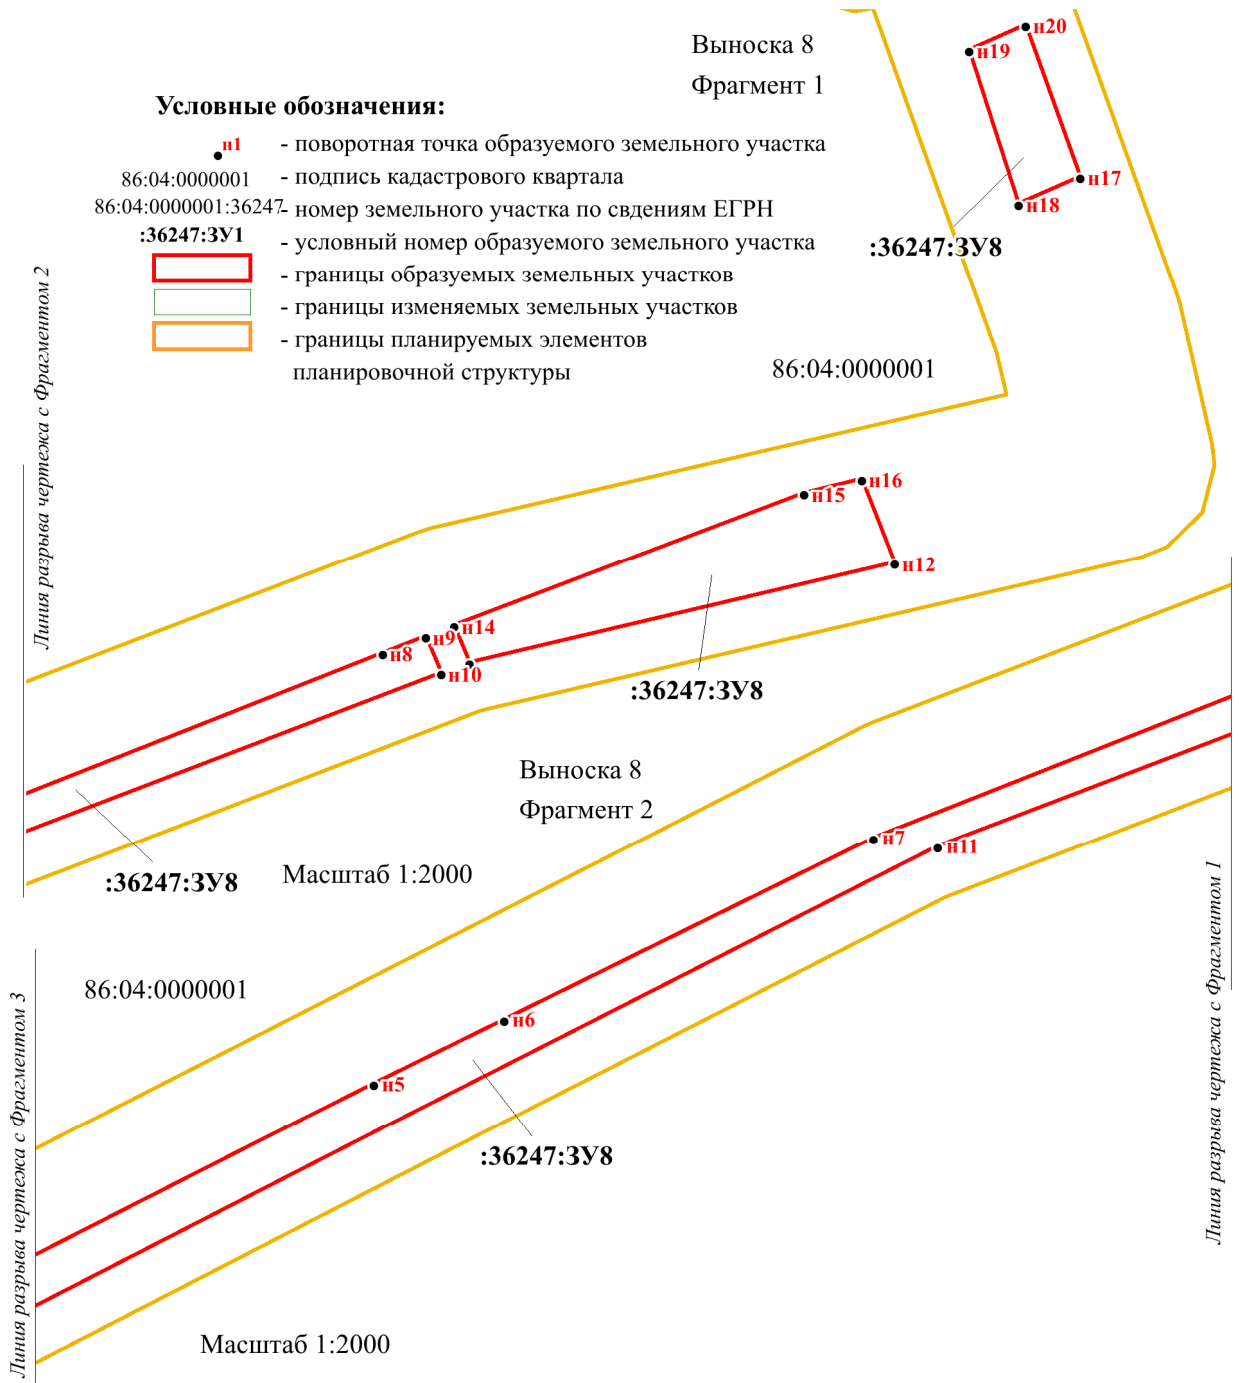 Выноска 8
Фрагмент 1
н20
н19
н17
н18
:36247:ЗУ8
Условные обозначения:
н1
- поворотная точка образуемого земельного участка
86:04:0000001
- подпись кадастрового квартала
86:04:0000001:36247
- номер земельного участка по свдениям ЕГРН
:36247:ЗУ1
- условный номер образуемого земельного участка
- границы образуемых земельных участков
- границы изменяемых земельных участков
- границы планируемых элементов
планировочной структуры
Линия разрыва чертежа с Фрагментом 2
86:04:0000001
н16
н15
н12
н14
н9
н8
н10
:36247:ЗУ8
:36247:ЗУ8
Масштаб 1:2000
Выноска 8
Фрагмент 2
н7
н11
Линия разрыва чертежа с Фрагментом 1
86:04:0000001
Линия разрыва чертежа с Фрагментом 3
н6
н5
:36247:ЗУ8
Масштаб 1:2000